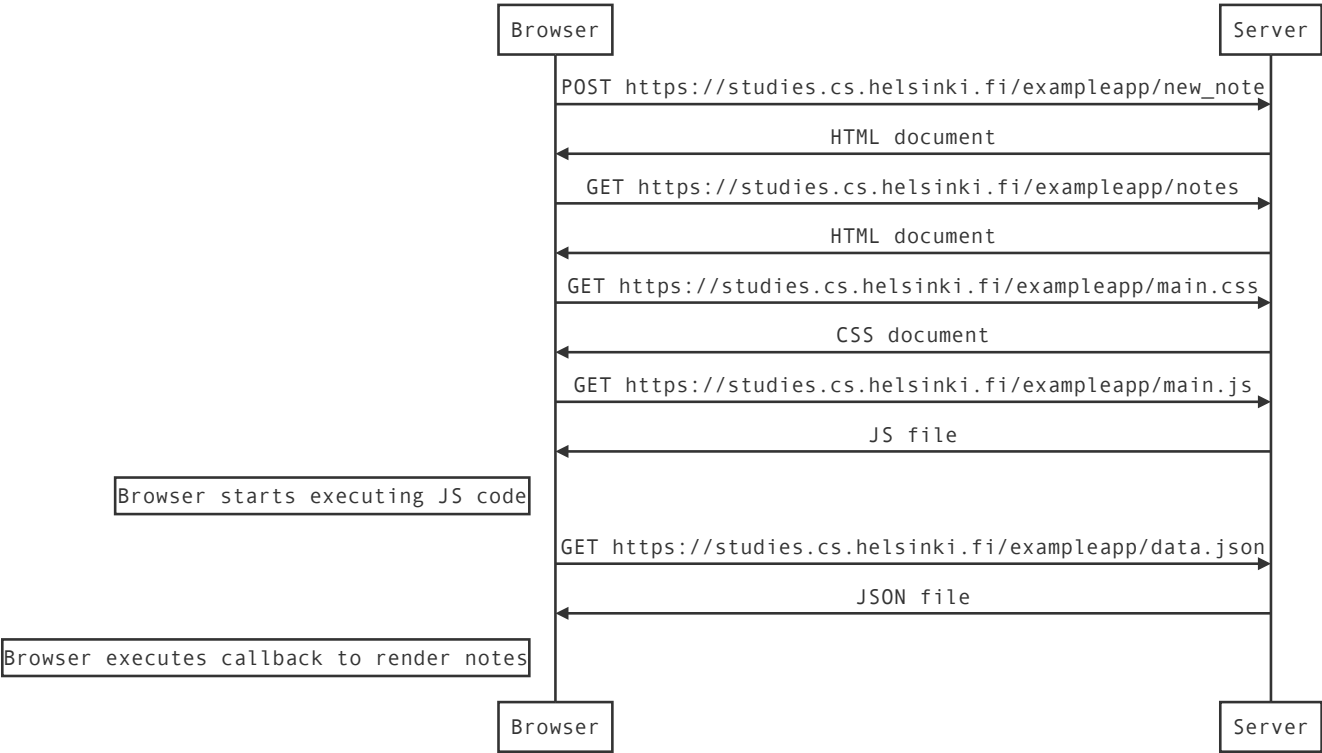 Browser
Server
POST https://studies.cs.helsinki.fi/exampleapp/new_note
HTML document
GET https://studies.cs.helsinki.fi/exampleapp/notes
HTML document
GET https://studies.cs.helsinki.fi/exampleapp/main.css
CSS document
GET https://studies.cs.helsinki.fi/exampleapp/main.js
JS file
Browser starts executing JS code
GET https://studies.cs.helsinki.fi/exampleapp/data.json
JSON file
Browser executes callback to render notes
Browser
Server